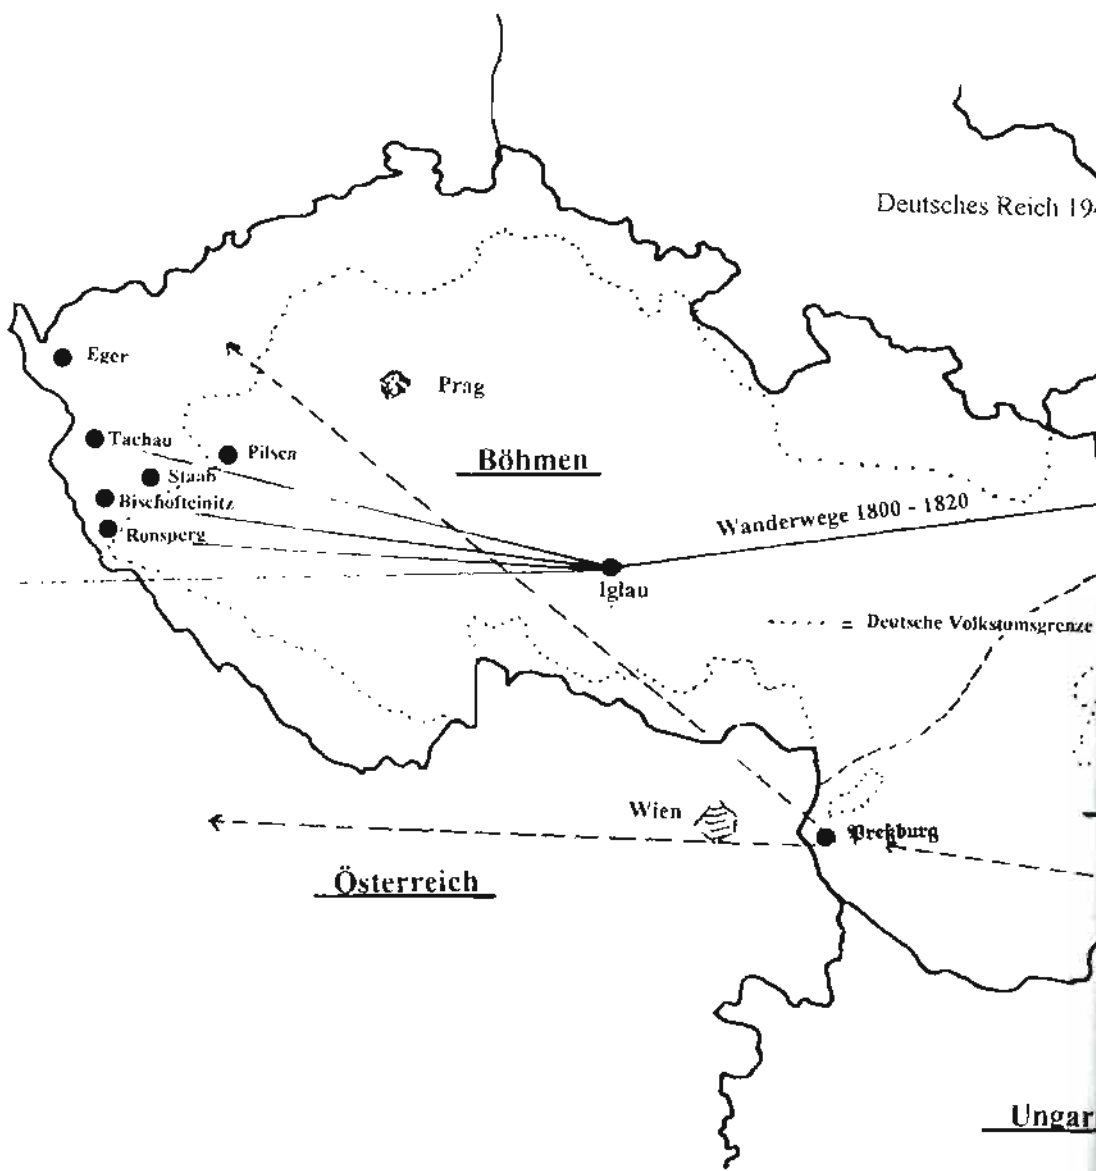 Deutsches Reich 194
Eger
Prag
Tachau
Pilsen
Böhmen
Staab
Bischofteinitz
Ronsperg
Wanderwege 1800 - 1820
Iglau
..... = Deutsche Volkstumsgrenze
Wien
Preßburg
Österreich
Ungar